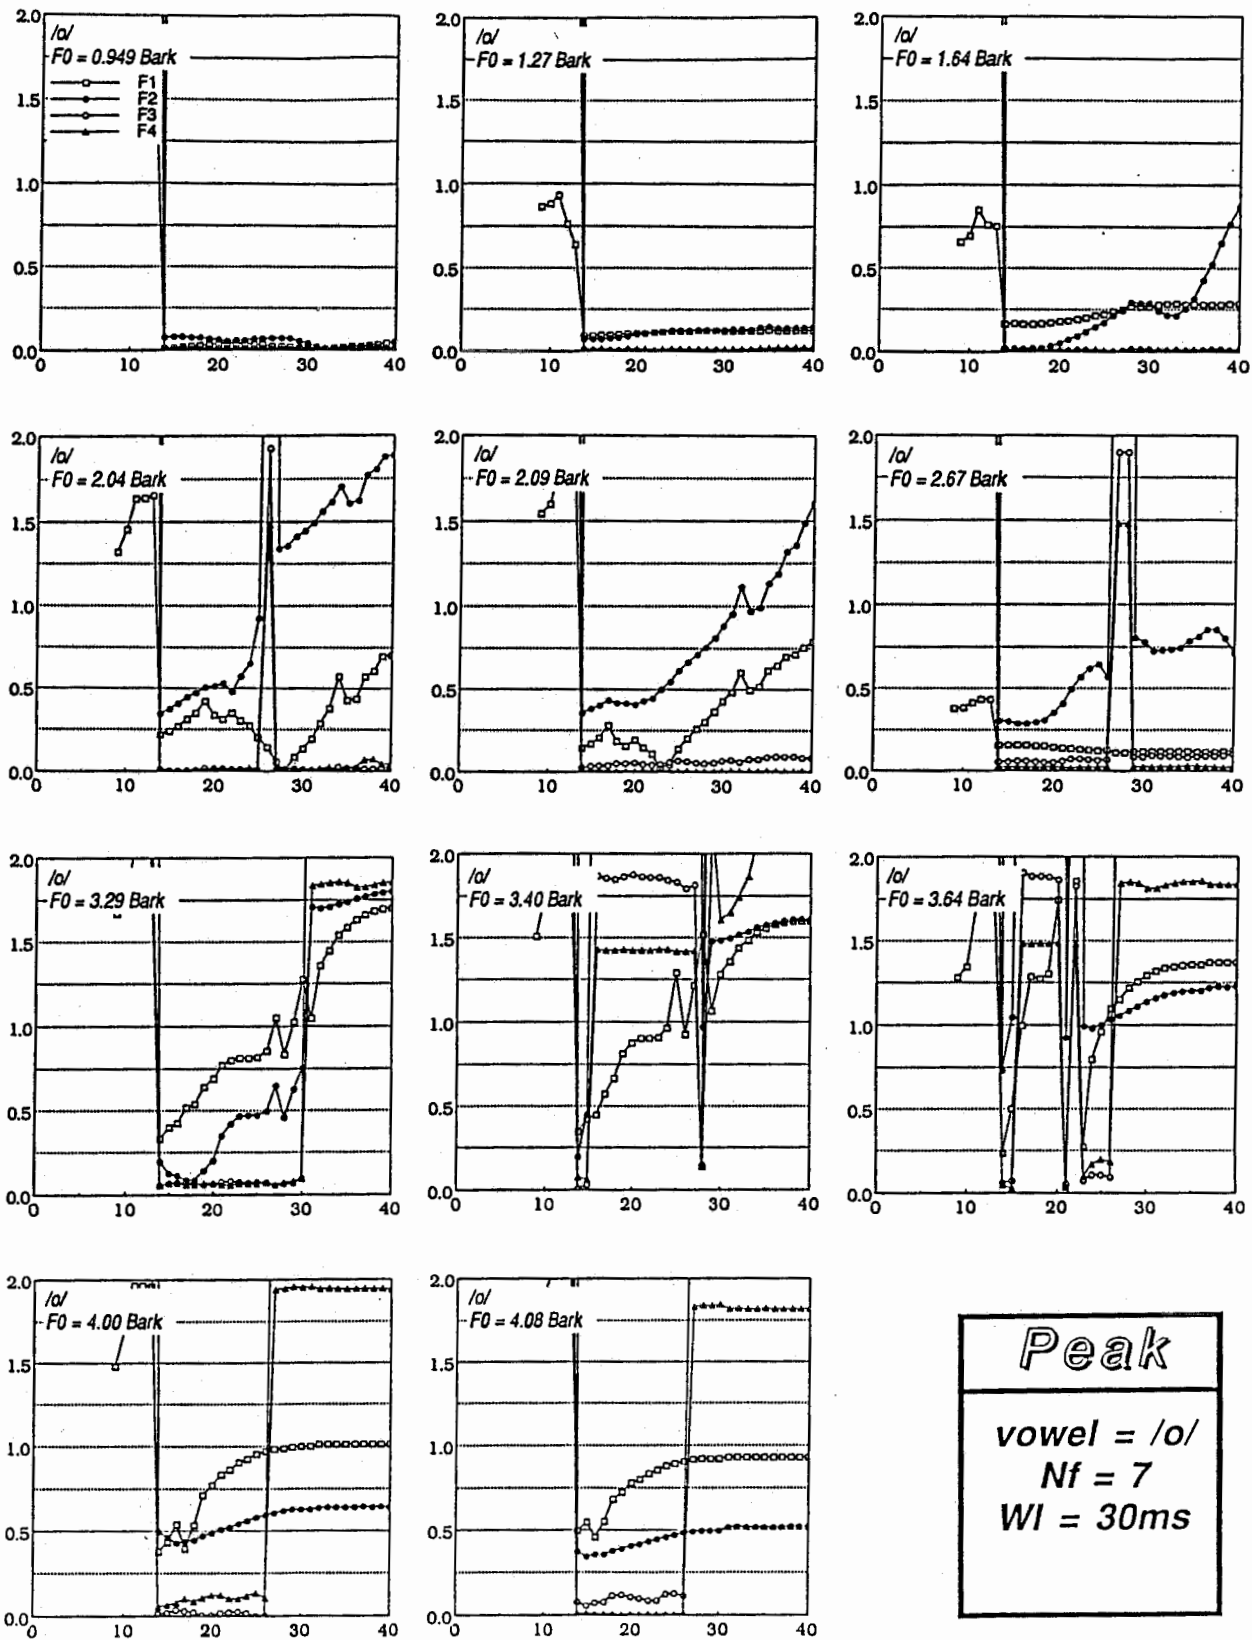 /o/
F0 = 0.949 Bark
F1
F2
F3
F4
2.0
1.5
1.0
0.5
0.0
0 10 20 30 40
/o/
F0 = 1.27 Bark
2.0
1.5
1.0
0.5
0.0
0 10 20 30 40
/o/
F0 = 1.64 Bark
2.0
1.5
1.0
0.5
0.0
0 10 20 30 40
/o/
F0 = 2.04 Bark
2.0
1.5
1.0
0.5
0.0
0 10 20 30 40
/o/
F0 = 2.09 Bark
2.0
1.5
1.0
0.5
0.0
0 10 20 30 40
/o/
F0 = 2.67 Bark
2.0
1.5
1.0
0.5
0.0
0 10 20 30 40
/o/
F0 = 3.29 Bark
2.0
1.5
1.0
0.5
0.0
0 10 20 30 40
/o/
F0 = 3.40 Bark
2.0
1.5
1.0
0.5
0.0
0 10 20 30 40
/o/
F0 = 3.64 Bark
2.0
1.5
1.0
0.5
0.0
0 10 20 30 40
/o/
F0 = 4.00 Bark
2.0
1.5
1.0
0.5
0.0
0 10 20 30 40
/o/
F0 = 4.08 Bark
2.0
1.5
1.0
0.5
0.0
0 10 20 30 40
Peak
vowel = /o/
Nf = 7
Wl = 30ms